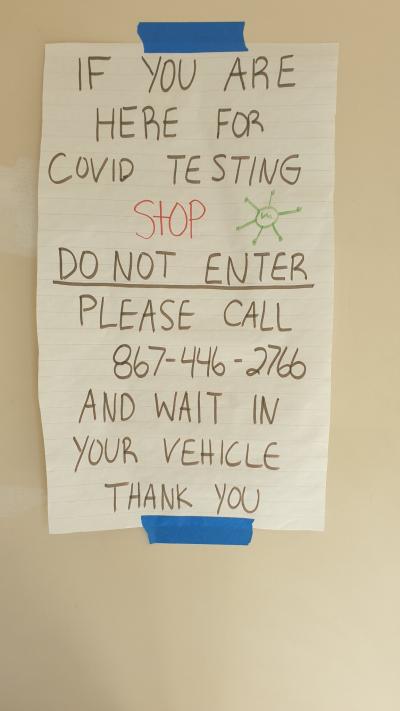 IF YOU ARE
HERE FOR
COVID TESTING
STOP
DO NOT ENTER
PLEASE CALL
867-446-2766
AND WAIT IN
YOUR VEHICLE
THANK YOU